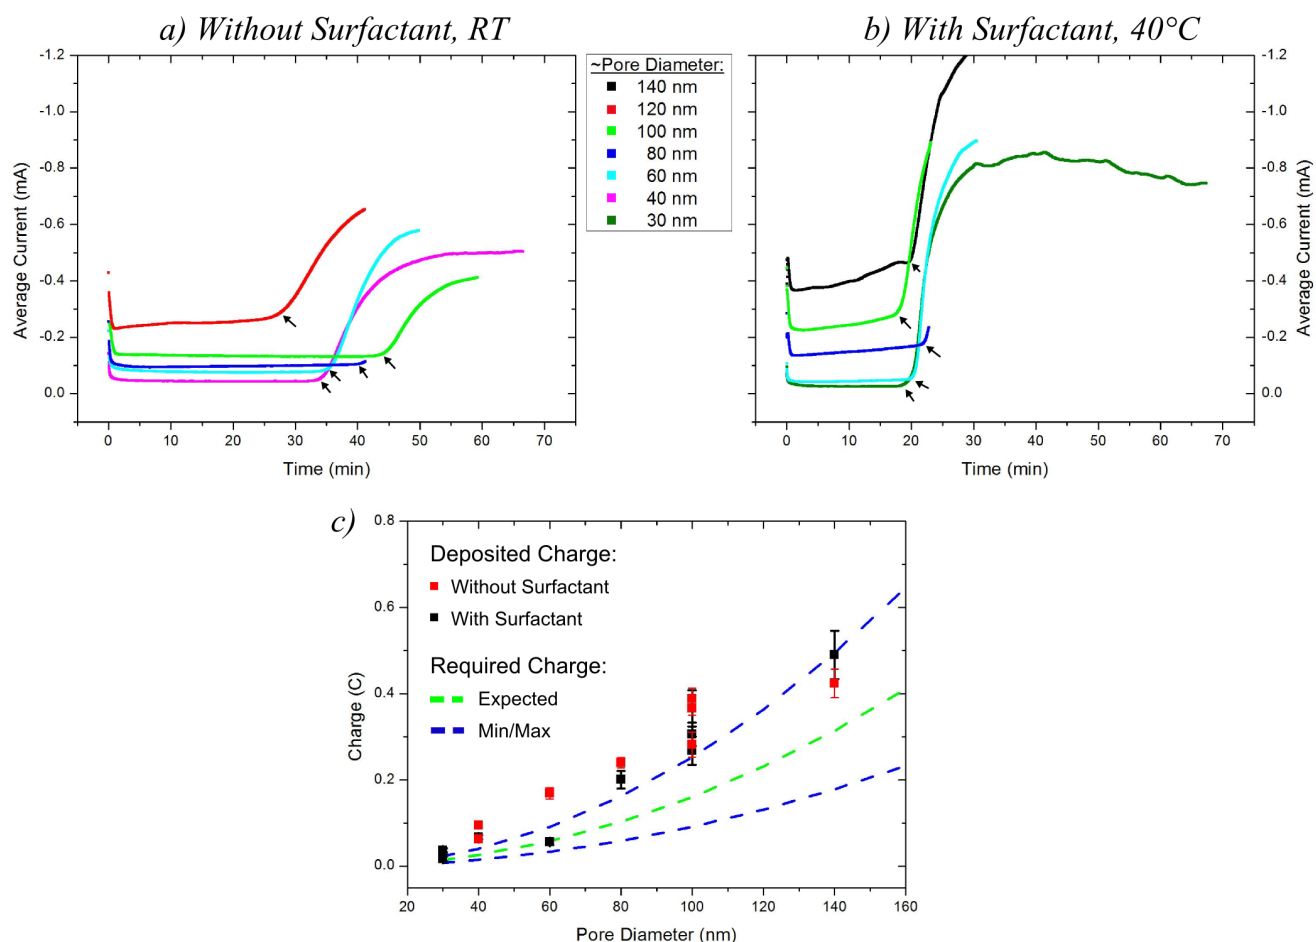 a) Without Surfactant, RT
b) With Surfactant, 40°C
-1.2
-1.0
-0.8
-0.6
-0.4
-0.2
0.0
Average Current (mA)
0 10 20 30 40 50 60 70
Time (min)
~Pore Diameter:
140 nm
120 nm
100 nm
80 nm
60 nm
40 nm
30 nm
-1.2
-1.0
-0.8
-0.6
-0.4
-0.2
0.0
Average Current (mA)
0 10 20 30 40 50 60 70
Time (min)
c)
0.8
0.6
0.4
0.2
0.0
Charge (C)
Deposited Charge:
Without Surfactant
With Surfactant
Required Charge:
Expected
Min/Max
20 40 60 80 100 120 140 160
Pore Diameter (nm)